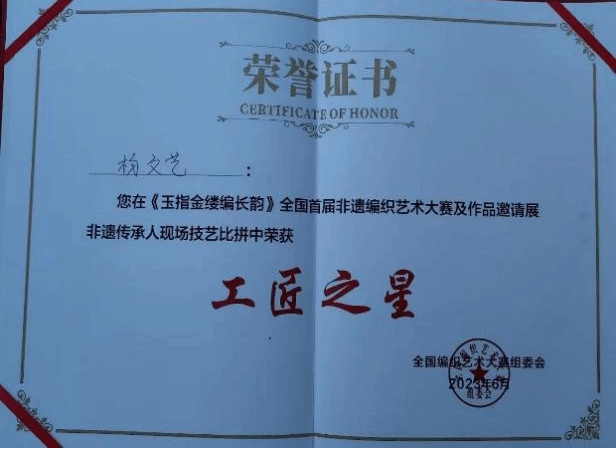 荣誉证书
CERTIFICATE OF HONOR
杨文艺：
您在《玉指金缕编长韵》全国首届非遗编织艺术大赛及作品邀请展
非遗传承人现场技艺比拼中荣获
工匠之星
全国编织艺术大赛组委会
2023年6月
组委会